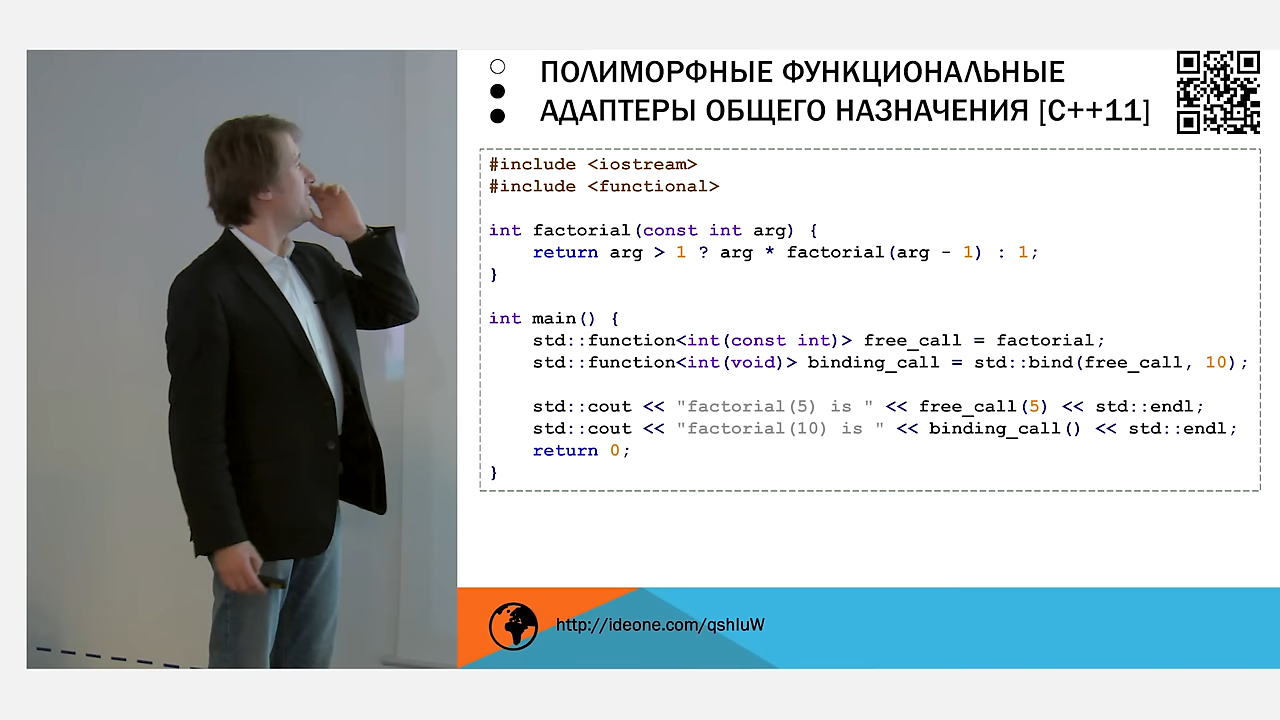 ПОЛИМОРФНЫЕ ФУНКЦИОНАЛЬНЫЕ
АДАПТЕРЫ ОБЩЕГО НАЗНАЧЕНИЯ [C++11]
#include <iostream>
#include <functional>
int factorial(const int arg) {
    return arg > 1 ? arg * factorial(arg - 1) : 1;
}
int main() {
    std::function<int(const int)> free_call = factorial;
    std::function<int(void)> binding_call = std::bind(free_call, 10);
    std::cout << "factorial(5) is " << free_call(5) << std::endl;
    std::cout << "factorial(10) is " << binding_call() << std::endl;
    return 0;
}
http://ideone.com/qshIuW